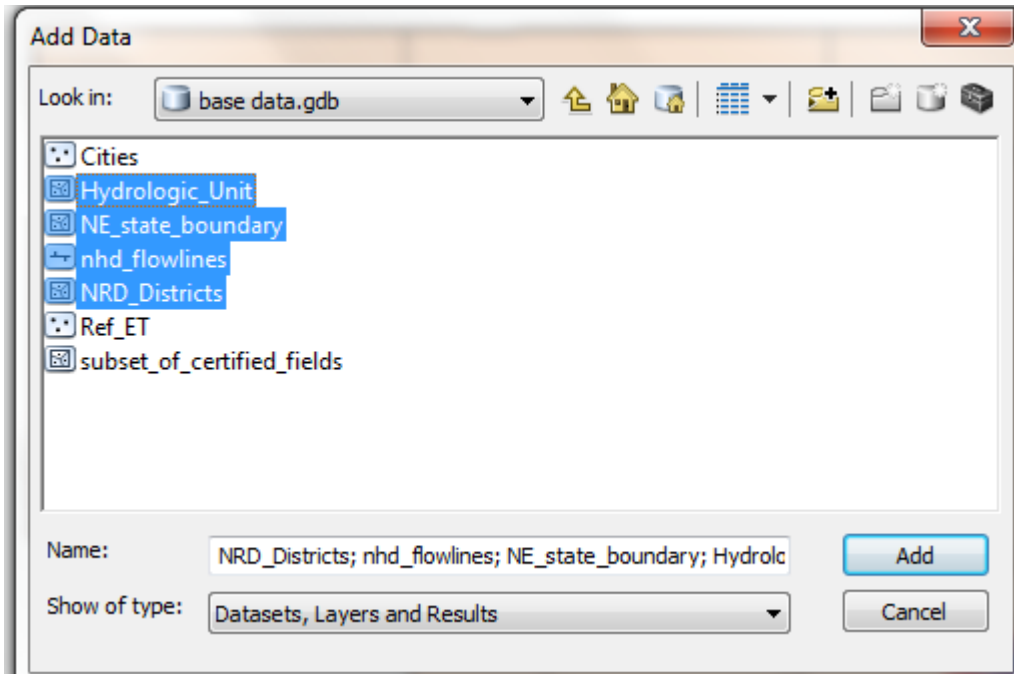 Add Data
Look in: base data.gdb
Cities
Hydrologic_Unit
NE_state_boundary
nhd_flowlines
NRD_Districts
Ref_ET
subset_of_certified_fields
Name: NRD_Districts; nhd_flowlines; NE_state_boundary; Hydrolc Add
Show of type: Datasets, Layers and Results Cancel